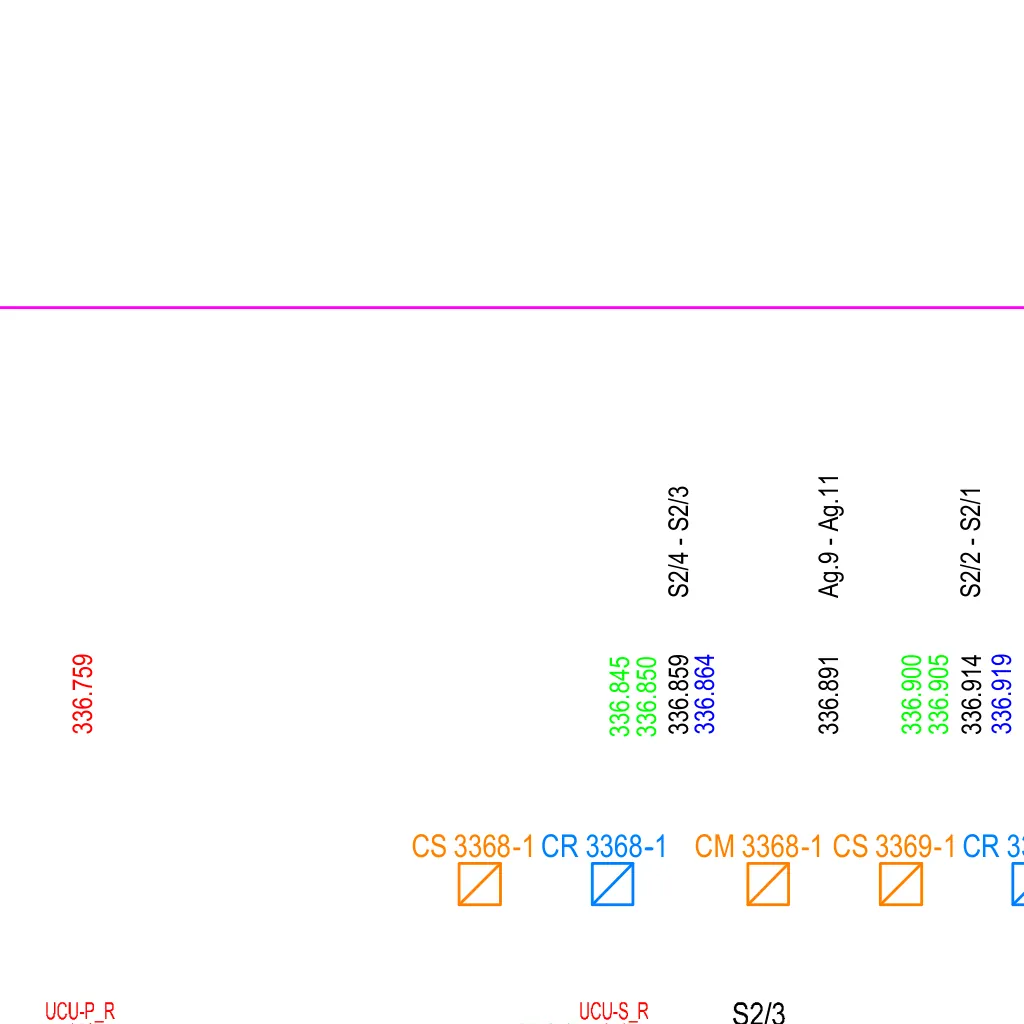 S2/4 - S2/3
Ag.9 - Ag.11
S2/2 - S2/1
336.759
336.845
336.850
336.859
336.864
336.891
336.900
336.905
336.914
336.919
CS 3368-1
CR 3368-1
CM 3368-1
CS 3369-1
CR 33
UCU-P_R
UCU-S_R
S2/3